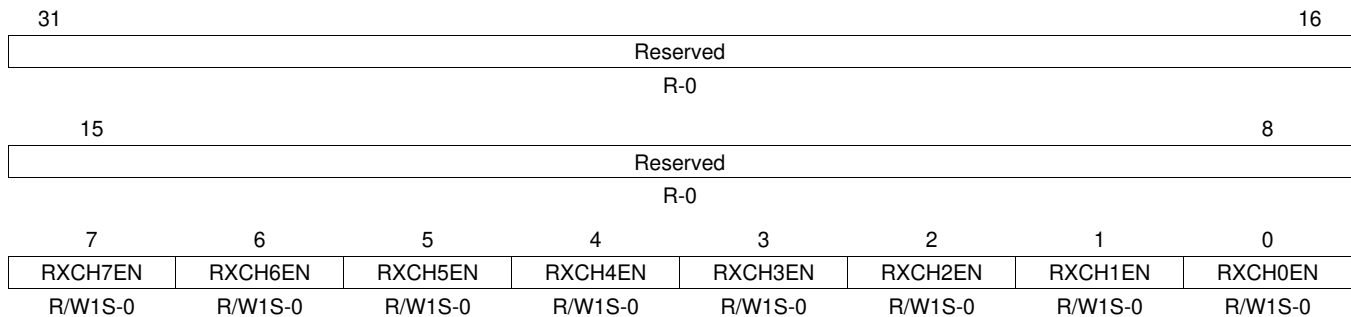 31 16
Reserved
R-0
15 8
Reserved
R-0
7 6 5 4 3 2 1 0
RXCH7EN RXCH6EN RXCH5EN RXCH4EN RXCH3EN RXCH2EN RXCH1EN RXCH0EN
R/W1S-0 R/W1S-0 R/W1S-0 R/W1S-0 R/W1S-0 R/W1S-0 R/W1S-0 R/W1S-0